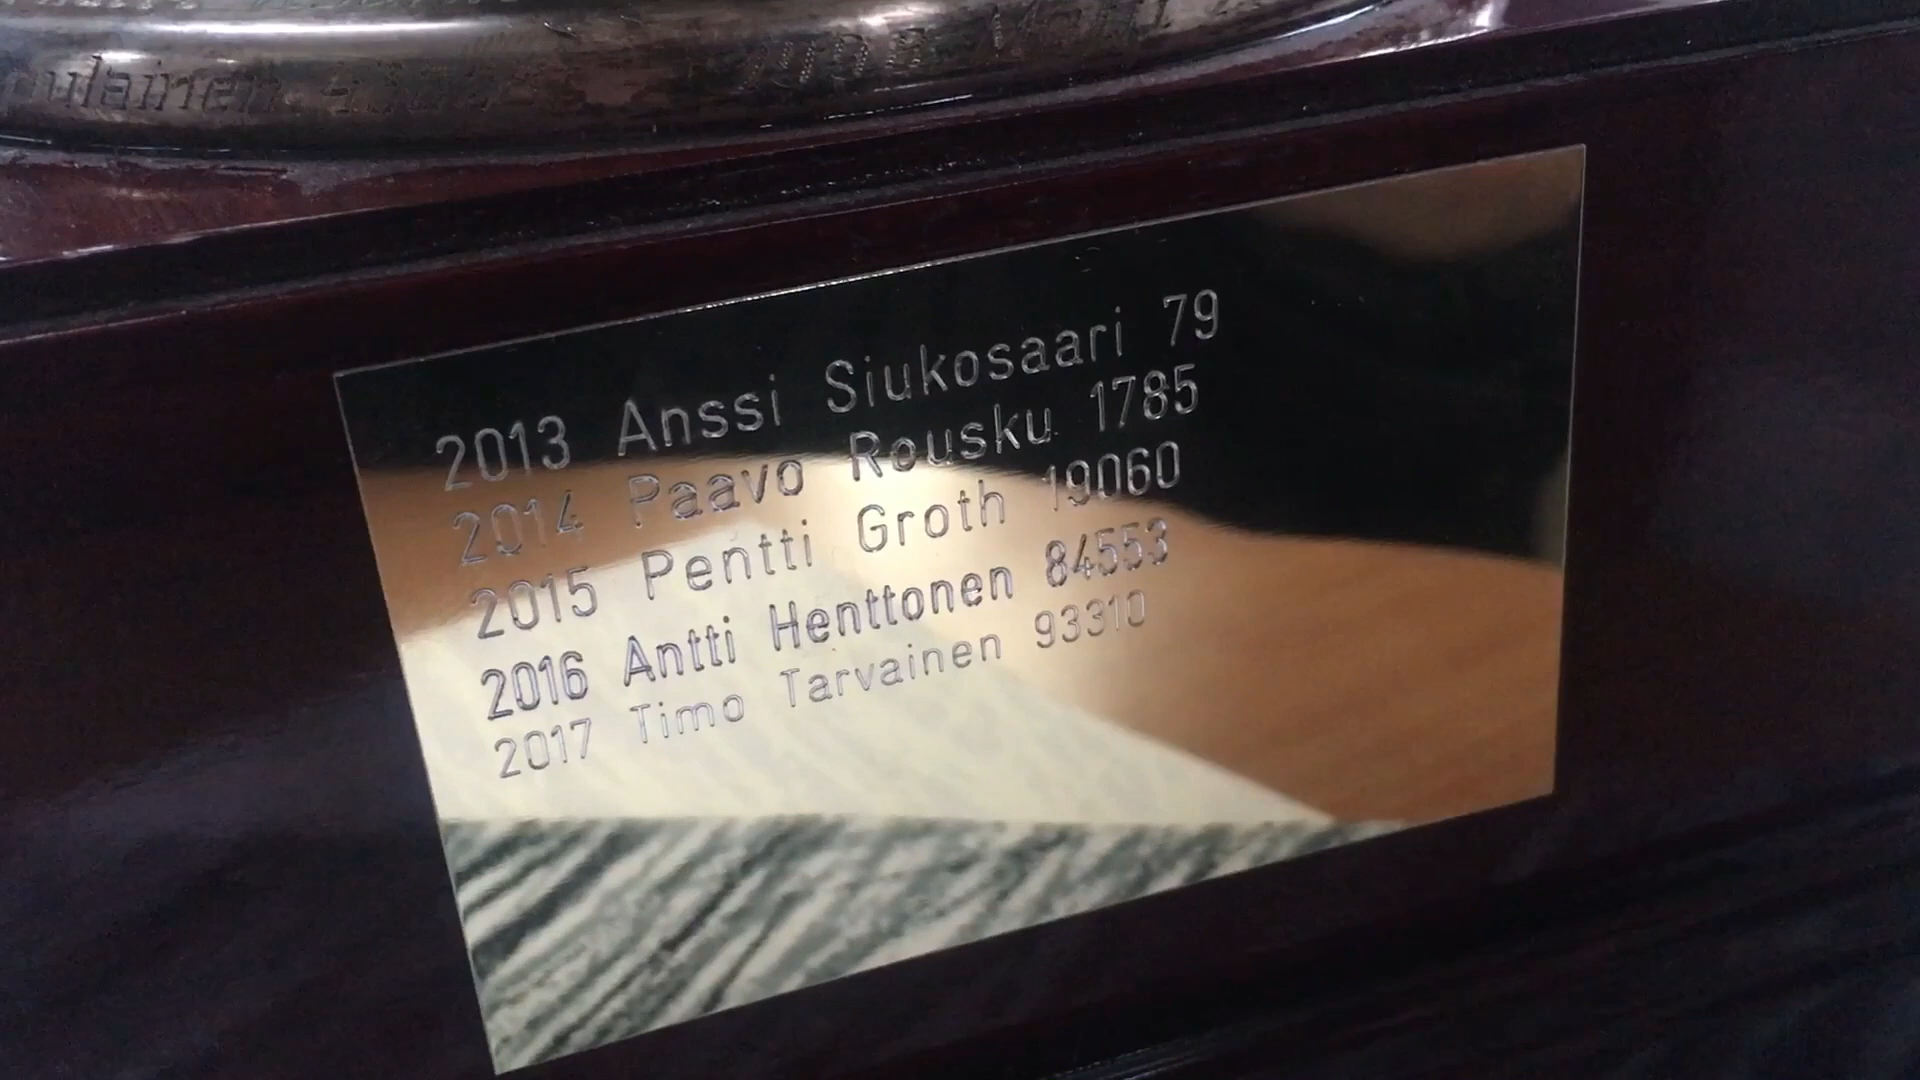 2013 Anssi Siukosaari 79
2014 Paavo Rousku 1785
2015 Pentti Groth 19060
2016 Antti Henttonen 84553
2017 Timo Tarvainen 93310